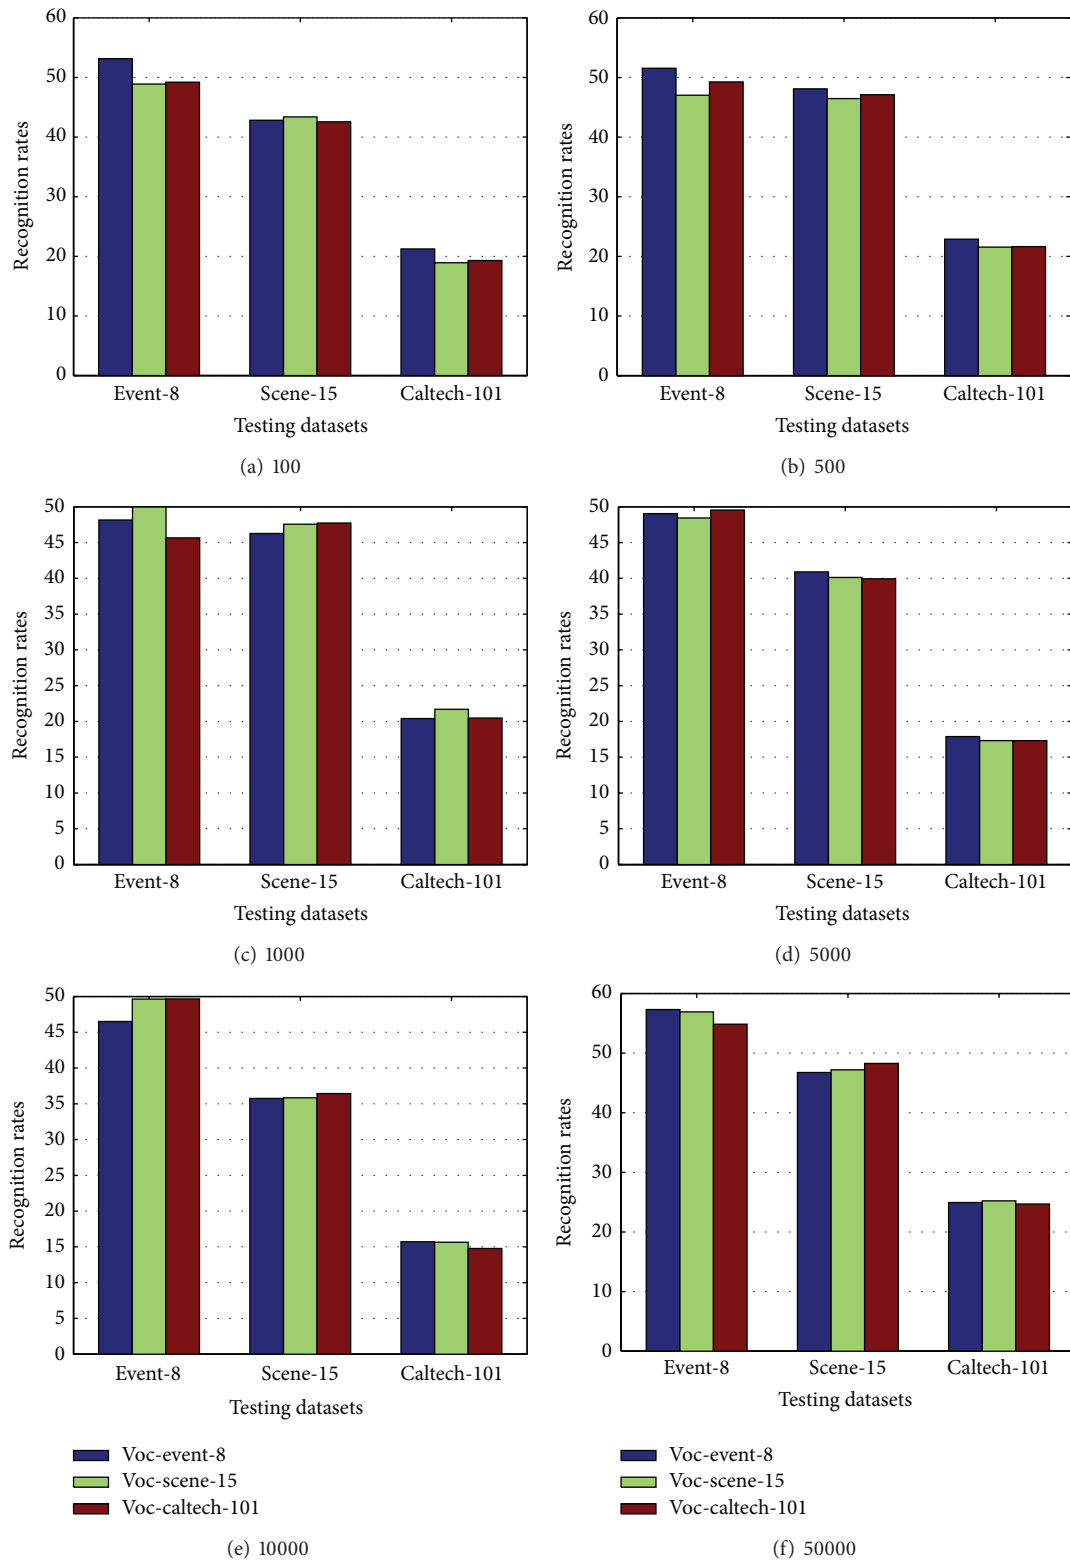 60
50
40
30
20
10
0
Recognition rates
Event-8 Scene-15 Caltech-101
Testing datasets
(a) 100
60
50
40
30
20
10
0
Recognition rates
Event-8 Scene-15 Caltech-101
Testing datasets
(b) 500
50
45
40
35
30
25
20
15
10
5
0
Recognition rates
Event-8 Scene-15 Caltech-101
Testing datasets
(c) 1000
50
45
40
35
30
25
20
15
10
5
0
Recognition rates
Event-8 Scene-15 Caltech-101
Testing datasets
(d) 5000
50
45
40
35
30
25
20
15
10
5
0
Recognition rates
Event-8 Scene-15 Caltech-101
Testing datasets
Voc-event-8
Voc-scene-15
Voc-caltech-101
(e) 10000
60
50
40
30
20
10
0
Recognition rates
Event-8 Scene-15 Caltech-101
Testing datasets
Voc-event-8
Voc-scene-15
Voc-caltech-101
(f) 50000